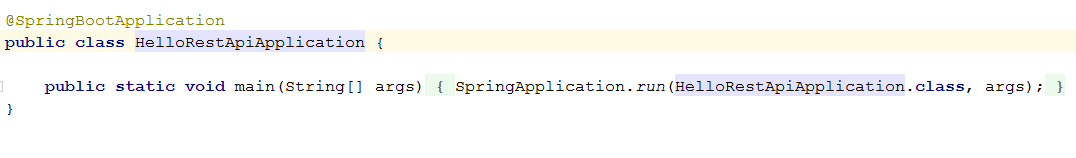 @SpringBootApplication
public class HelloRestApiApplication {
public static void main(String[] args) { SpringApplication.run(HelloRestApiApplication.class, args); }
}